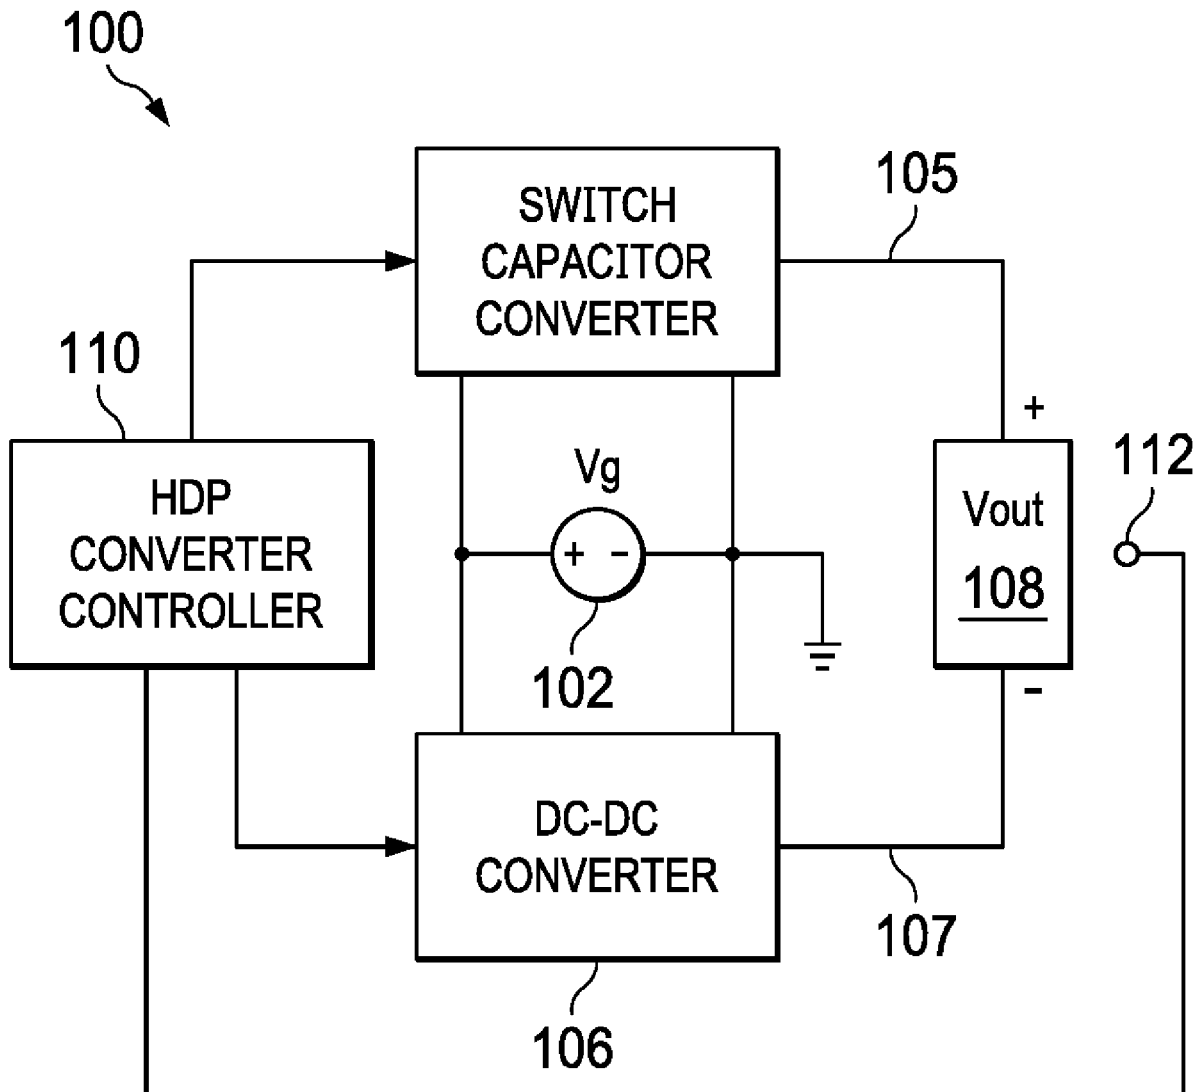 100
SWITCH
CAPACITOR
CONVERTER
105
110
HDP
CONVERTER
CONTROLLER
Vg
+ -
102
+
Vout
108
-
112
DC-DC
CONVERTER
107
106